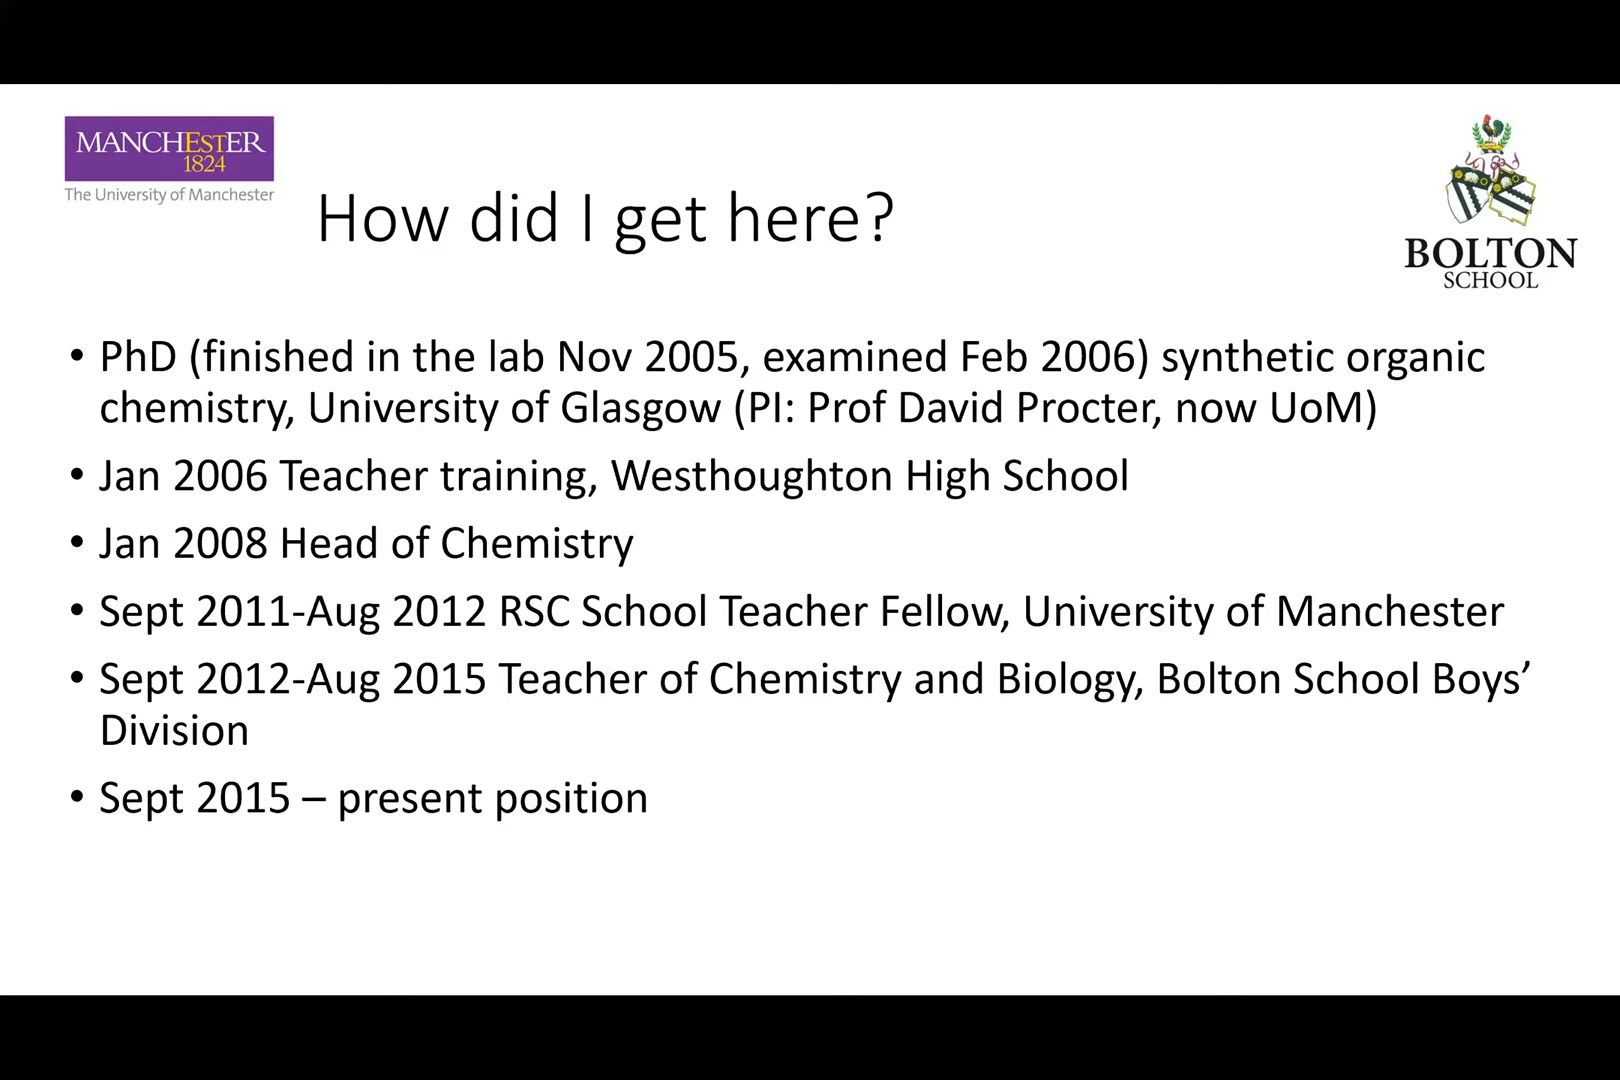 MANCHESTER
1824
The University of Manchester
How did I get here?
BOLTON
SCHOOL
• PhD (finished in the lab Nov 2005, examined Feb 2006) synthetic organic
chemistry, University of Glasgow (PI: Prof David Procter, now UoM)
• Jan 2006 Teacher training, Westhoughton High School
• Jan 2008 Head of Chemistry
• Sept 2011-Aug 2012 RSC School Teacher Fellow, University of Manchester
• Sept 2012-Aug 2015 Teacher of Chemistry and Biology, Bolton School Boys’
Division
• Sept 2015 – present position